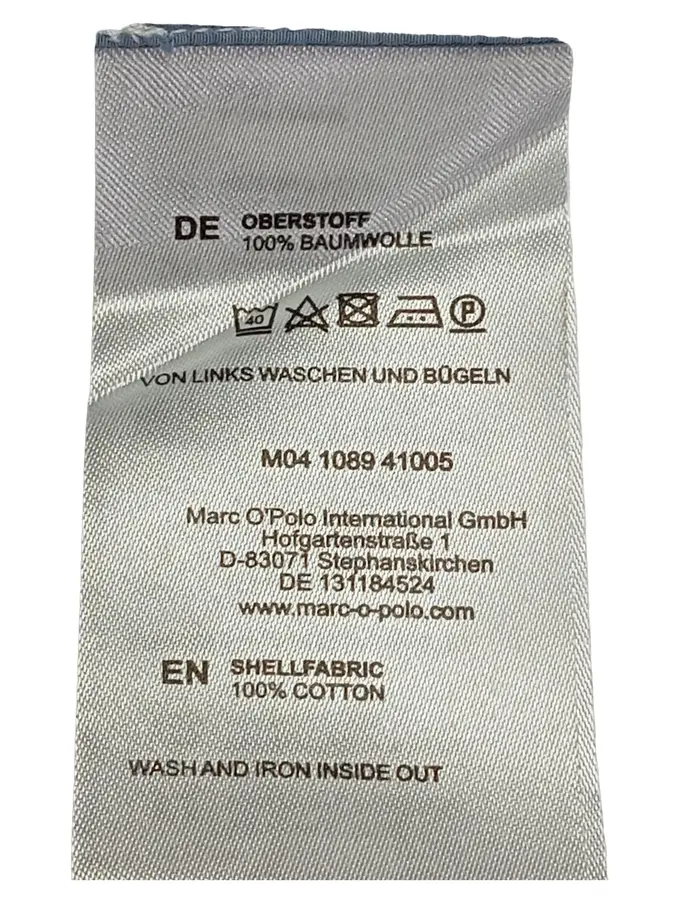 DE OBERSTOFF
100% BAUMWOLLE
40 P
VON LINKS WASCHEN UND BÜGELN
M04 1089 41005
Marc O'Polo International GmbH
Hofgartenstraße 1
D-83071 Stephanskirchen
DE 131184524
www.marc-o-polo.com
EN SHELLFABRIC
100% COTTON
WASH AND IRON INSIDE OUT